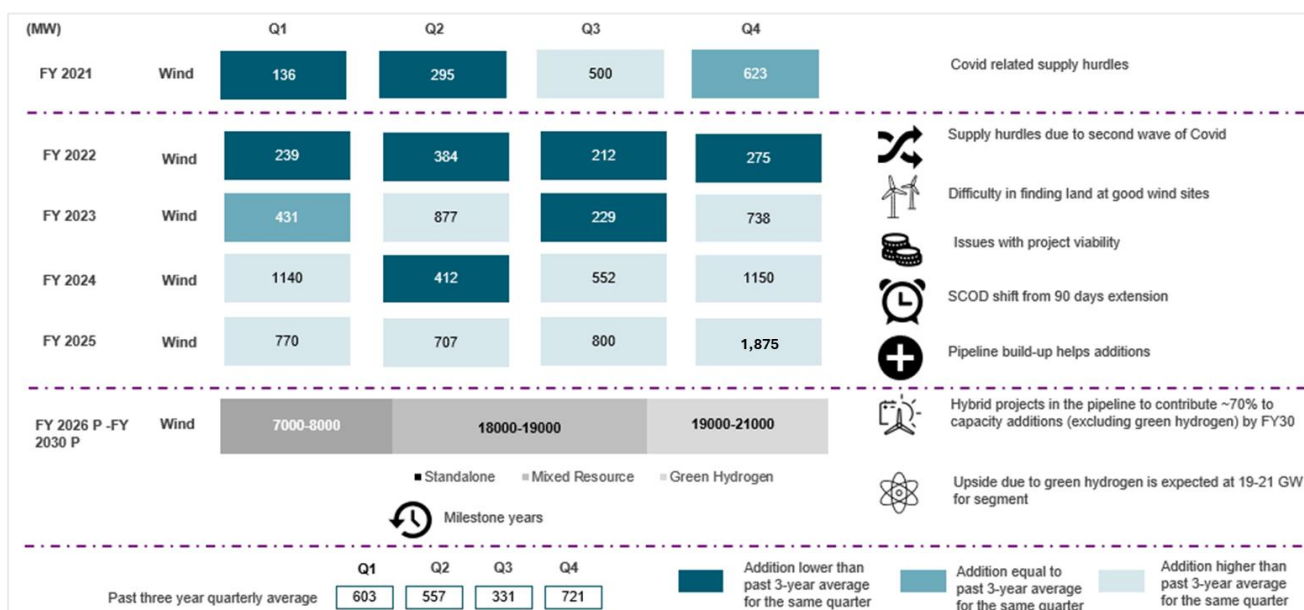 (MW) Q1 Q2 Q3 Q4
FY 2021 Wind 136 295 500 623 Covid related supply hurdles
FY 2022 Wind 239 384 212 275 Supply hurdles due to second wave of Covid
FY 2023 Wind 431 877 229 738 Difficulty in finding land at good wind sites
Issues with project viability
FY 2024 Wind 1140 412 552 1150 SCOD shift from 90 days extension
FY 2025 Wind 770 707 800 1,875 Pipeline build-up helps additions
FY 2026 P -FY
2030 P
Wind 7000-8000 18000-19000 19000-21000
Hybrid projects in the pipeline to contribute ~70% to
capacity additions (excluding green hydrogen) by FY30
Standalone Mixed Resource Green Hydrogen
Upside due to green hydrogen is expected at 19-21 GW
for segment
Milestone years
Q1 Q2 Q3 Q4
Past three year quarterly average 603 557 331 721
Addition lower than
past 3-year average
for the same quarter
Addition equal to
past 3-year average
for the same quarter
Addition higher than
past 3-year average
for the same quarter